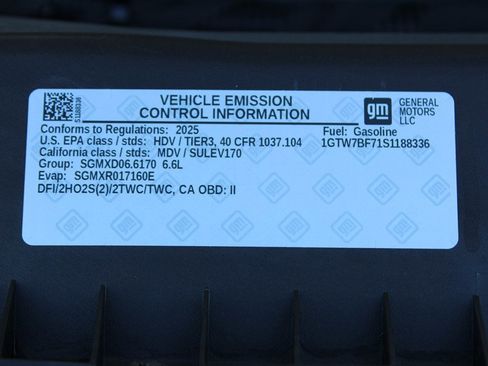 VEHICLE EMISSION
CONTROL INFORMATION
gm
GENERAL
MOTORS
LLC
S1188336
Conforms to Regulations: 2025
Fuel: Gasoline
U.S. EPA class / stds: HDV / TIER3, 40 CFR 1037.104
1GTW7BF71S1188336
California class / stds: MDV / SULEV170
Group: SGMXD06.6170 6.6L
Evap: SGMXR017160E
DFI/2HO2S(2)/2TWC/TWC, CA OBD: II